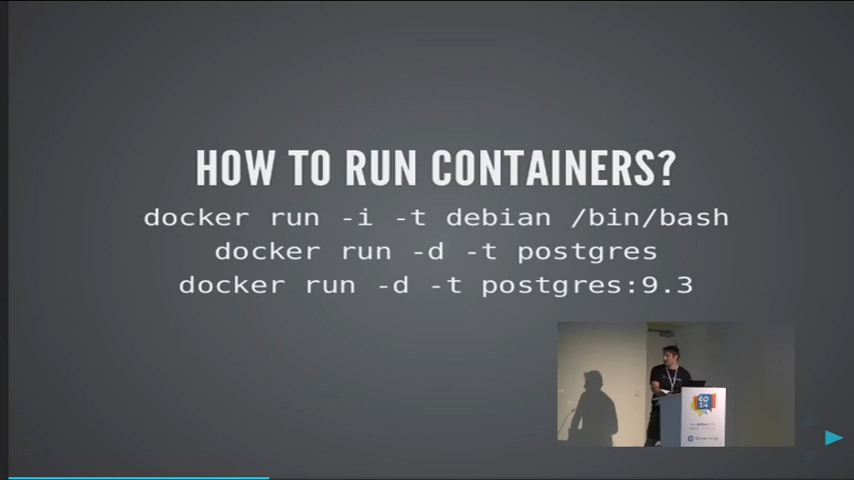 HOW TO RUN CONTAINERS?
docker run -i -t debian /bin/bash
docker run -d -t postgres
docker run -d -t postgres:9.3